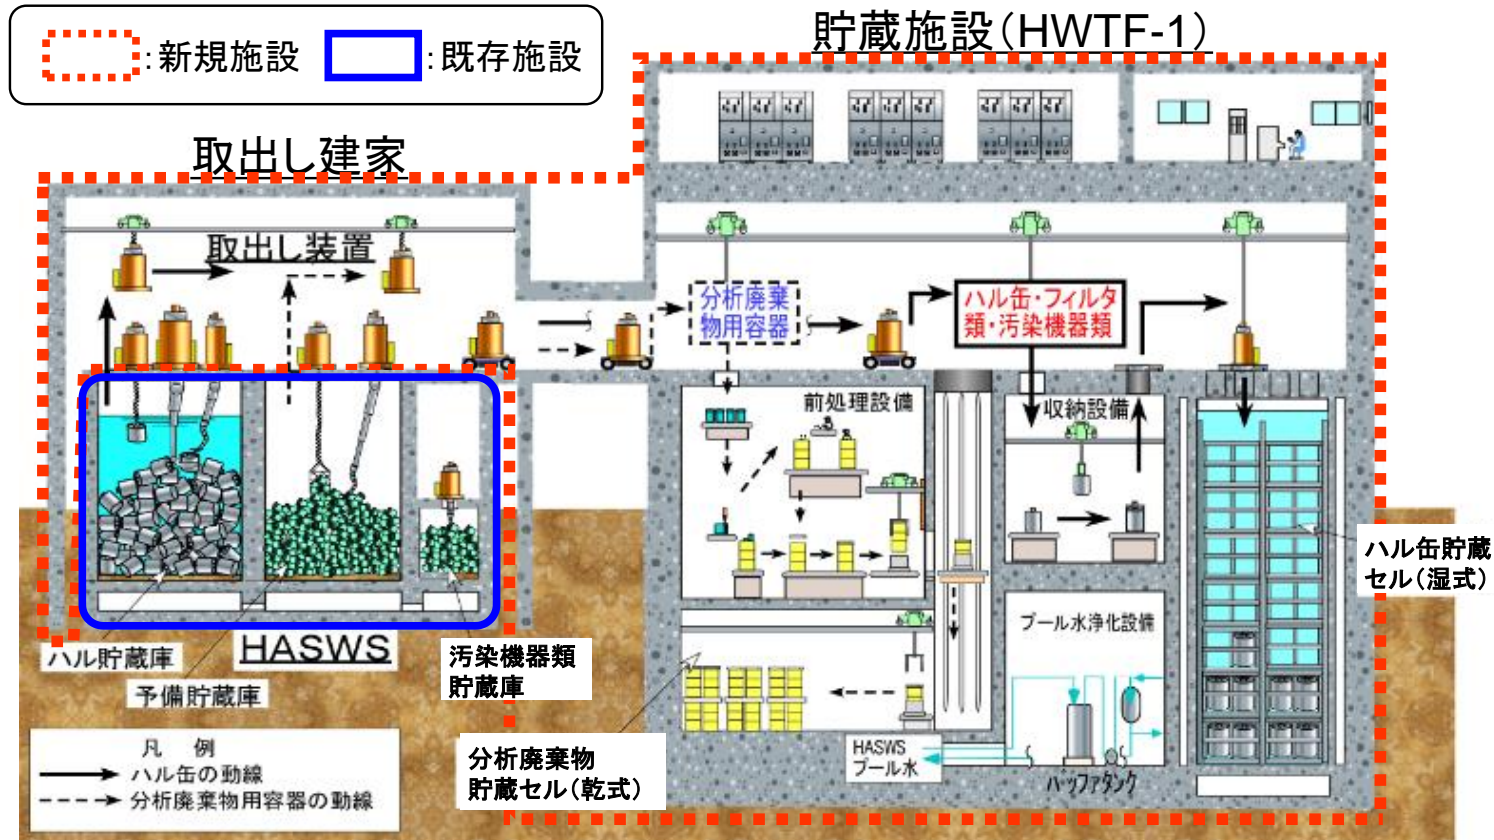 :新規施設
:既存施設
貯蔵施設(HWTF-1)
取出し建家
取出し装置
分析廃棄
物用容器
ハル缶・フィルタ
類・汚染機器類
前処理設備
収納設備
ハル缶貯蔵
セル(湿式)
プール水浄化設備
HASWS
ハル貯蔵庫
予備貯蔵庫
汚染機器類
貯蔵庫
分析廃棄物
貯蔵セル(乾式)
HASWS
プール水
バッファタンク
凡 例
ハル缶の動線
分析廃棄物用容器の動線